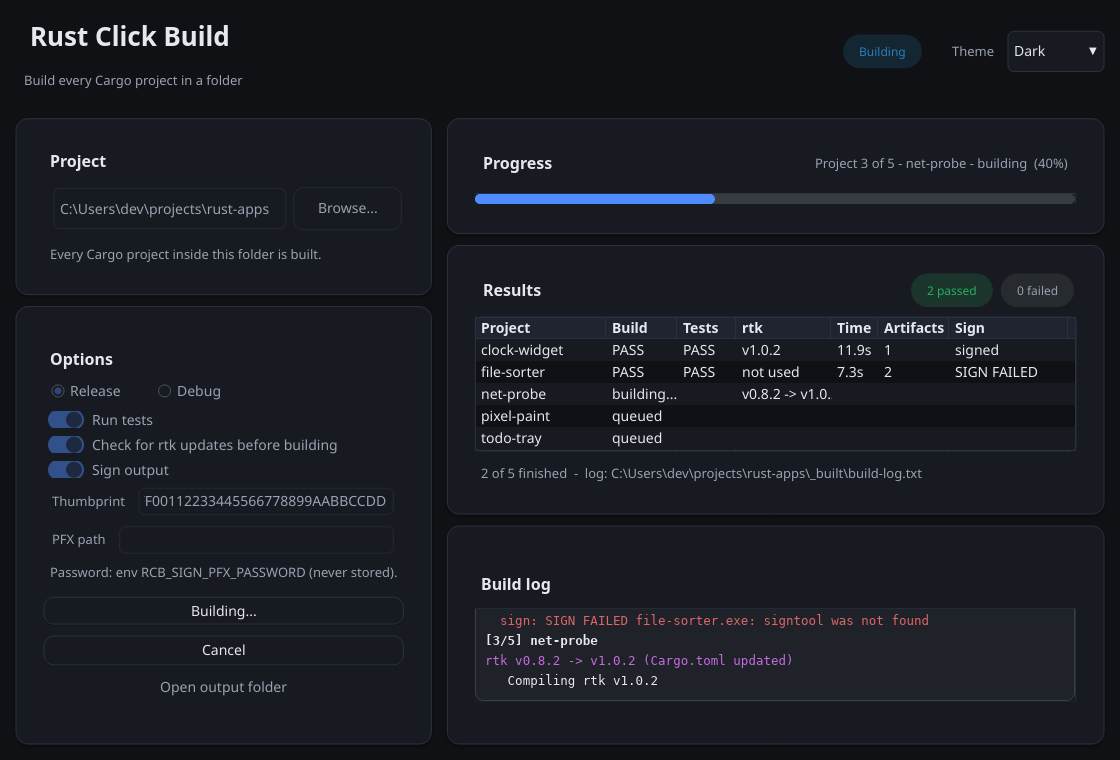 Rust Click Build
Build every Cargo project in a folder
Building
Theme
Dark
Project
C:\Users\dev\projects\rust-apps
Browse...
Every Cargo project inside this folder is built.
Options
Release Debug
Run tests
Check for rtk updates before building
Sign output
Thumbprint F00112233445566778899AABBCCDD
PFX path
Password: env RCB_SIGN_PFX_PASSWORD (never stored).
Building...
Cancel
Open output folder
Progress
Project 3 of 5 - net-probe - building (40%)
Results
2 passed
0 failed
Project Build Tests rtk Time Artifacts Sign
clock-widget PASS PASS v1.0.2 11.9s 1 signed
file-sorter PASS PASS not used 7.3s 2 SIGN FAILED
net-probe building... v0.8.2 -> v1.0.
pixel-paint queued
todo-tray queued
2 of 5 finished - log: C:\Users\dev\projects\rust-apps\_built\build-log.txt
Build log
sign: SIGN FAILED file-sorter.exe: signtool was not found
[3/5] net-probe
rtk v0.8.2 -> v1.0.2 (Cargo.toml updated)
Compiling rtk v1.0.2